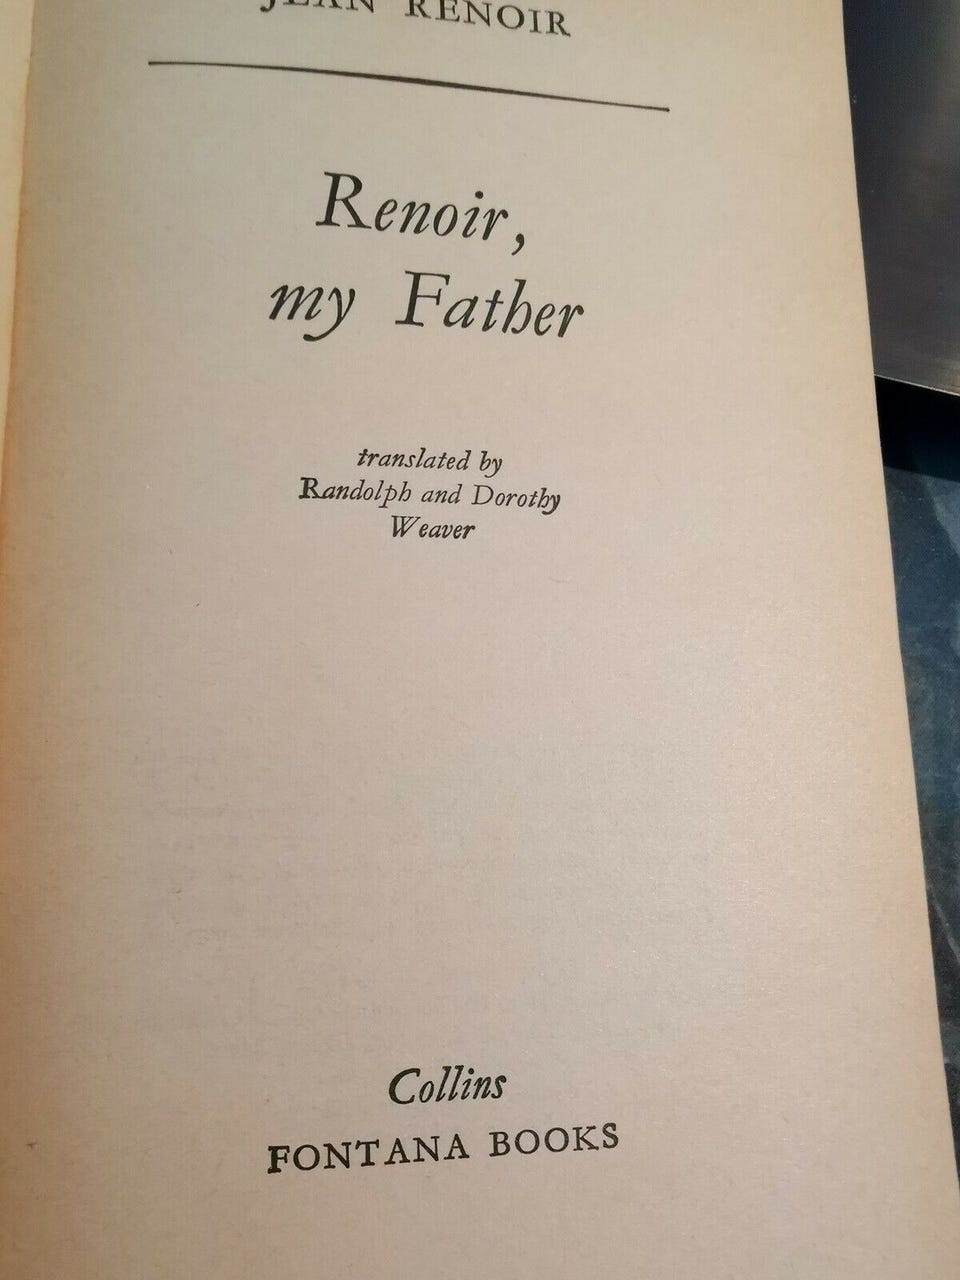 JEAN RENOIR
Renoir,
my Father
translated by
Randolph and Dorothy
Weaver
Collins
FONTANA BOOKS